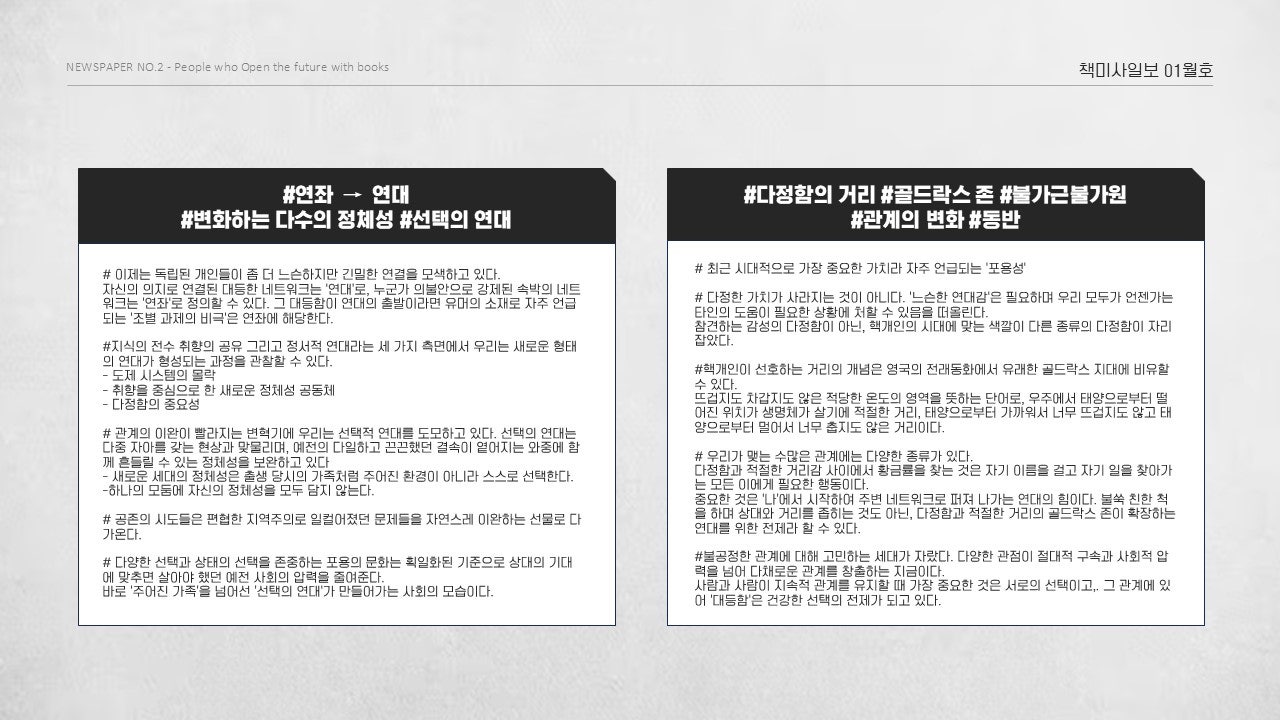 NEWSPAPER NO.2 - People who Open the future with books
책미사일보 01월호
#연좌 → 연대
#변화하는 다수의 정체성 #선택의 연대
# 이제는 독립된 개인들이 좀 더 느슨하지만 긴밀한 연결을 모색하고 있다.
자신의 의지로 연결된 대등한 네트워크는 '연대'로, 누군가 의불안으로 강제된 속박의 네트
워크는 '연좌'로 정의할 수 있다. 그 대등함이 연대의 출발이라면 유머의 소재로 자주 언급
되는 '조별 과제의 비극'은 연좌에 해당한다.
#지식의 전수 취향의 공유 그리고 정서적 연대라는 세 가지 측면에서 우리는 새로운 형태
의 연대가 형성되는 과정을 관찰할 수 있다.
- 도제 시스템의 몰락
- 취향을 중심으로 한 새로운 정체성 공동체
- 다정함의 중요성
# 관계의 이완이 빨라지는 변혁기에 우리는 선택적 연대를 도모하고 있다. 선택의 연대는
다중 자아를 갖는 현상과 맞물리며, 예전의 다일하고 끈끈했던 결속이 옅어지는 와중에 함
께 흔들릴 수 있는 정체성을 보완하고 있다
- 새로운 세대의 정체성은 출생 당시의 가족처럼 주어진 환경이 아니라 스스로 선택한다.
-하나의 모둠에 자신의 정체성을 모두 담지 않는다.
# 공존의 시도들은 편협한 지역주의로 일컬어졌던 문제들을 자연스레 이완하는 선물로 다
가온다.
# 다양한 선택과 상태의 선택을 존중하는 포용의 문화는 획일화된 기준으로 상대의 기대
에 맞추면 살아야 했던 예전 사회의 압력을 줄여준다.
바로 '주어진 가족'을 넘어선 '선택의 연대'가 만들어가는 사회의 모습이다.
#다정함의 거리 #골드락스 존 #불가근불가원
#관계의 변화 #동반
# 최근 시대적으로 가장 중요한 가치라 자주 언급되는 '포용성'
# 다정한 가치가 사라지는 것이 아니다. '느슨한 연대감'은 필요하며 우리 모두가 언젠가는
타인의 도움이 필요한 상황에 처할 수 있음을 떠올린다.
참견하는 감성의 다정함이 아닌, 핵개인의 시대에 맞는 색깔이 다른 종류의 다정함이 자리
잡았다.
#핵개인이 선호하는 거리의 개념은 영국의 전래동화에서 유래한 골드락스 지대에 비유할
수 있다.
뜨겁지도 차갑지도 않은 적당한 온도의 영역을 뜻하는 단어로, 우주에서 태양으로부터 떨
어진 위치가 생명체가 살기에 적절한 거리, 태양으로부터 가까워서 너무 뜨겁지도 않고 태
양으로부터 멀어서 너무 춥지도 않은 거리이다.
# 우리가 맺는 수많은 관계에는 다양한 종류가 있다.
다정함과 적절한 거리감 사이에서 황금률을 찾는 것은 자기 이름을 걸고 자기 일을 찾아가
는 모든 이에게 필요한 행동이다.
중요한 것은 '나'에서 시작하여 주변 네트워크로 퍼져 나가는 연대의 힘이다. 불쑥 친한 척
을 하며 상대와 거리를 좁히는 것도 아닌, 다정함과 적절한 거리의 골드락스 존이 확장하는
연대를 위한 전제라 할 수 있다.
#불공정한 관계에 대해 고민하는 세대가 자랐다. 다양한 관점이 절대적 구속과 사회적 압
력을 넘어 다채로운 관계를 창출하는 지금이다.
사람과 사람이 지속적 관계를 유지할 때 가장 중요한 것은 서로의 선택이고,. 그 관계에 있
어 '대등함'은 건강한 선택의 전제가 되고 있다.